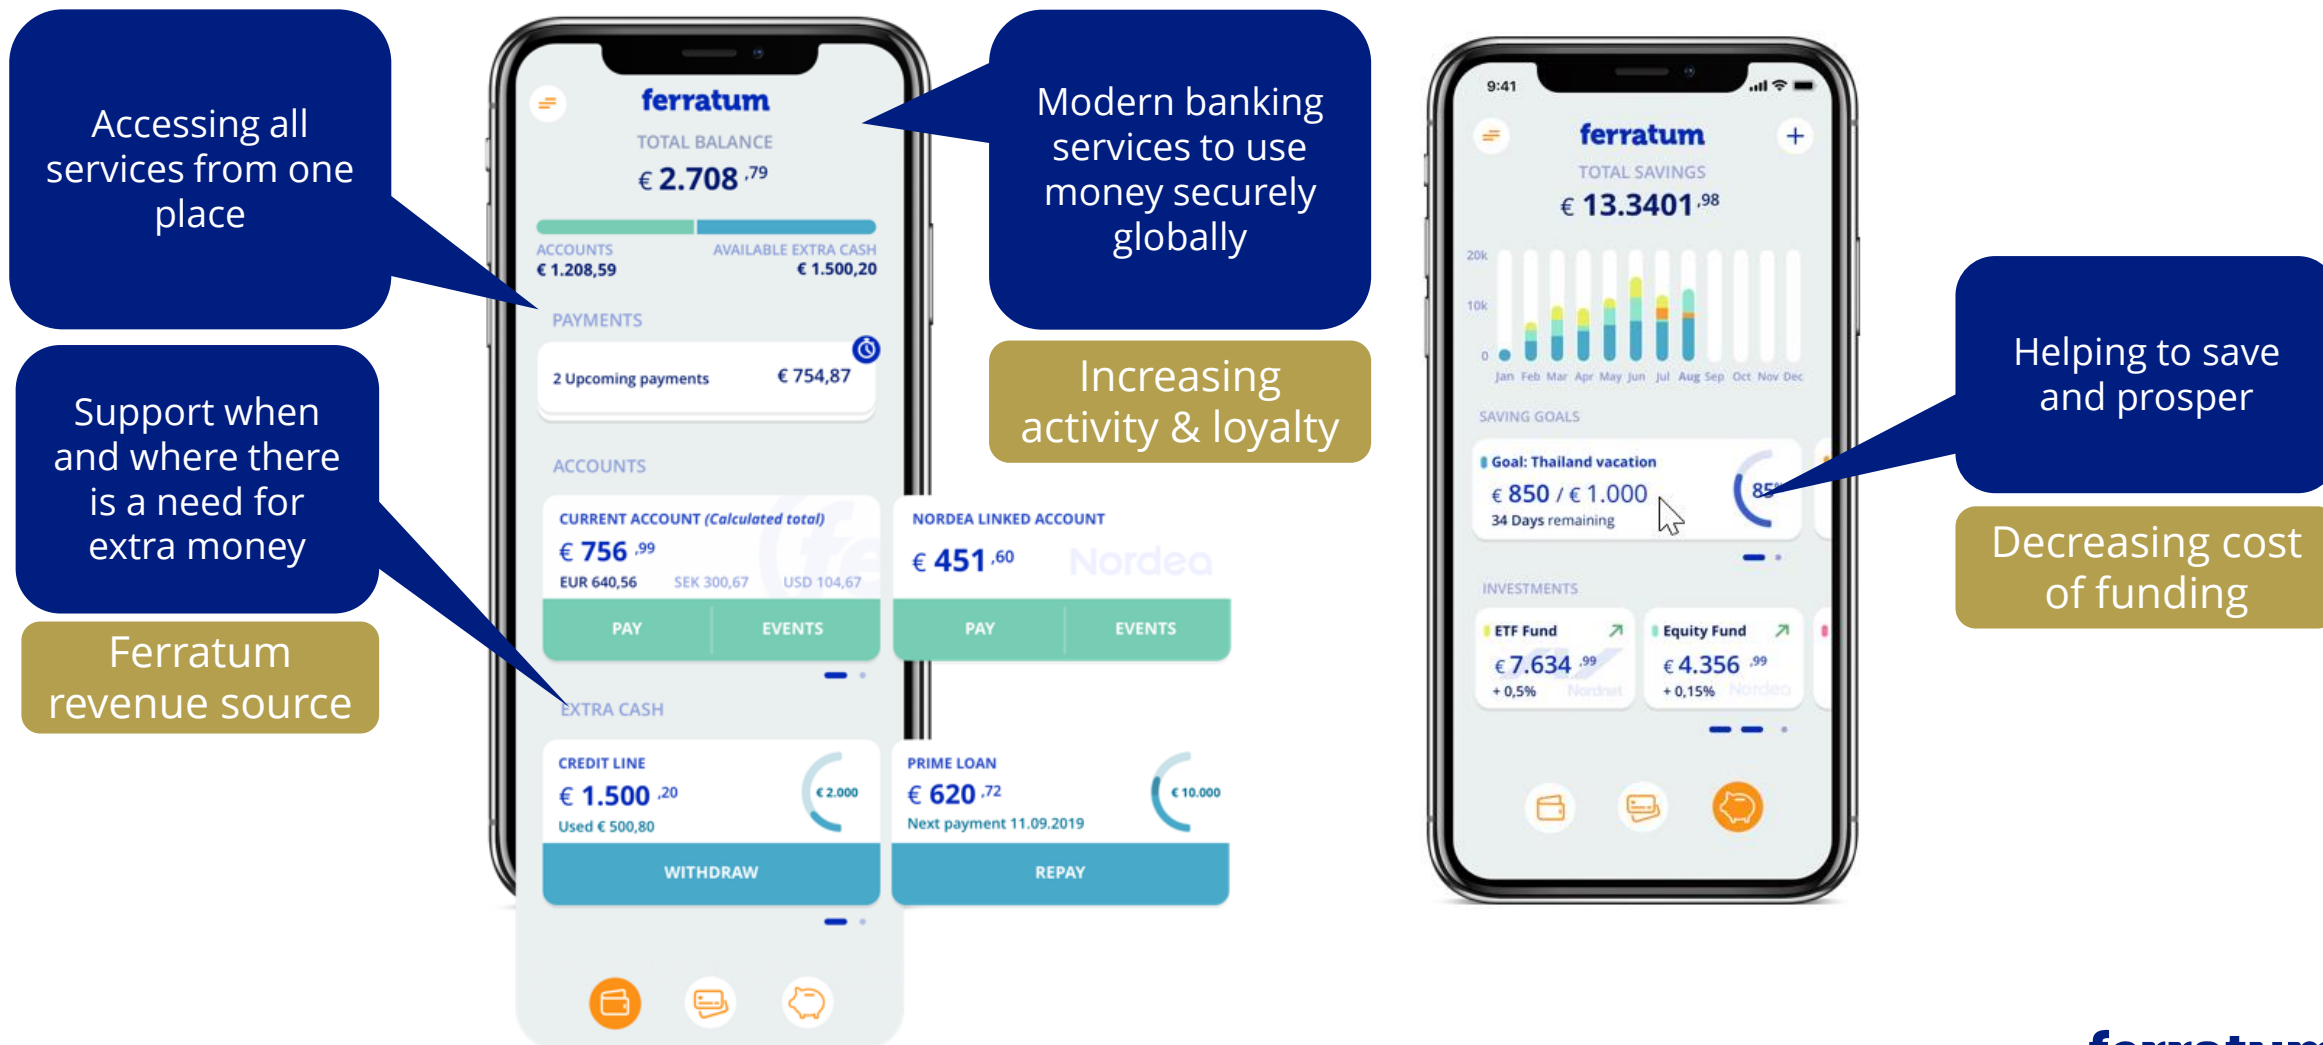 Accessing all
services from one
place
Support when
and where there
is a need for
extra money
Ferratum
revenue source
ferratum
TOTAL BALANCE
€ 2.708 ,79
ACCOUNTS AVAILABLE EXTRA CASH
€ 1.208,59 € 1.500,20
PAYMENTS
2 Upcoming payments € 754,87
ACCOUNTS
CURRENT ACCOUNT (Calculated total)
€ 756 ,99
EUR 640,56 SEK 300,67 USD 104,67
PAY EVENTS
NORDEA LINKED ACCOUNT
€ 451 ,60 Nordea
PAY EVENTS
EXTRA CASH
CREDIT LINE
€ 1.500 ,20 € 2.000
Used € 500,80
WITHDRAW
PRIME LOAN
€ 620 ,72 € 10.000
Next payment 11.09.2019
REPAY
Modern banking
services to use
money securely
globally
Increasing
activity & loyalty
9:41
ferratum +
TOTAL SAVINGS
€ 13.3401 ,98
20k
10k
0
Jan Feb Mar Apr May Jun Jul Aug Sep Oct Nov Dec
SAVING GOALS
Goal: Thailand vacation
€ 850 / € 1.000 85%
34 Days remaining
INVESTMENTS
ETF Fund
€ 7.634 ,99
+ 0,5% Nordnet
Equity Fund
€ 4.356 ,99
+ 0,15% Nordea
Helping to save
and prosper
Decreasing cost
of funding